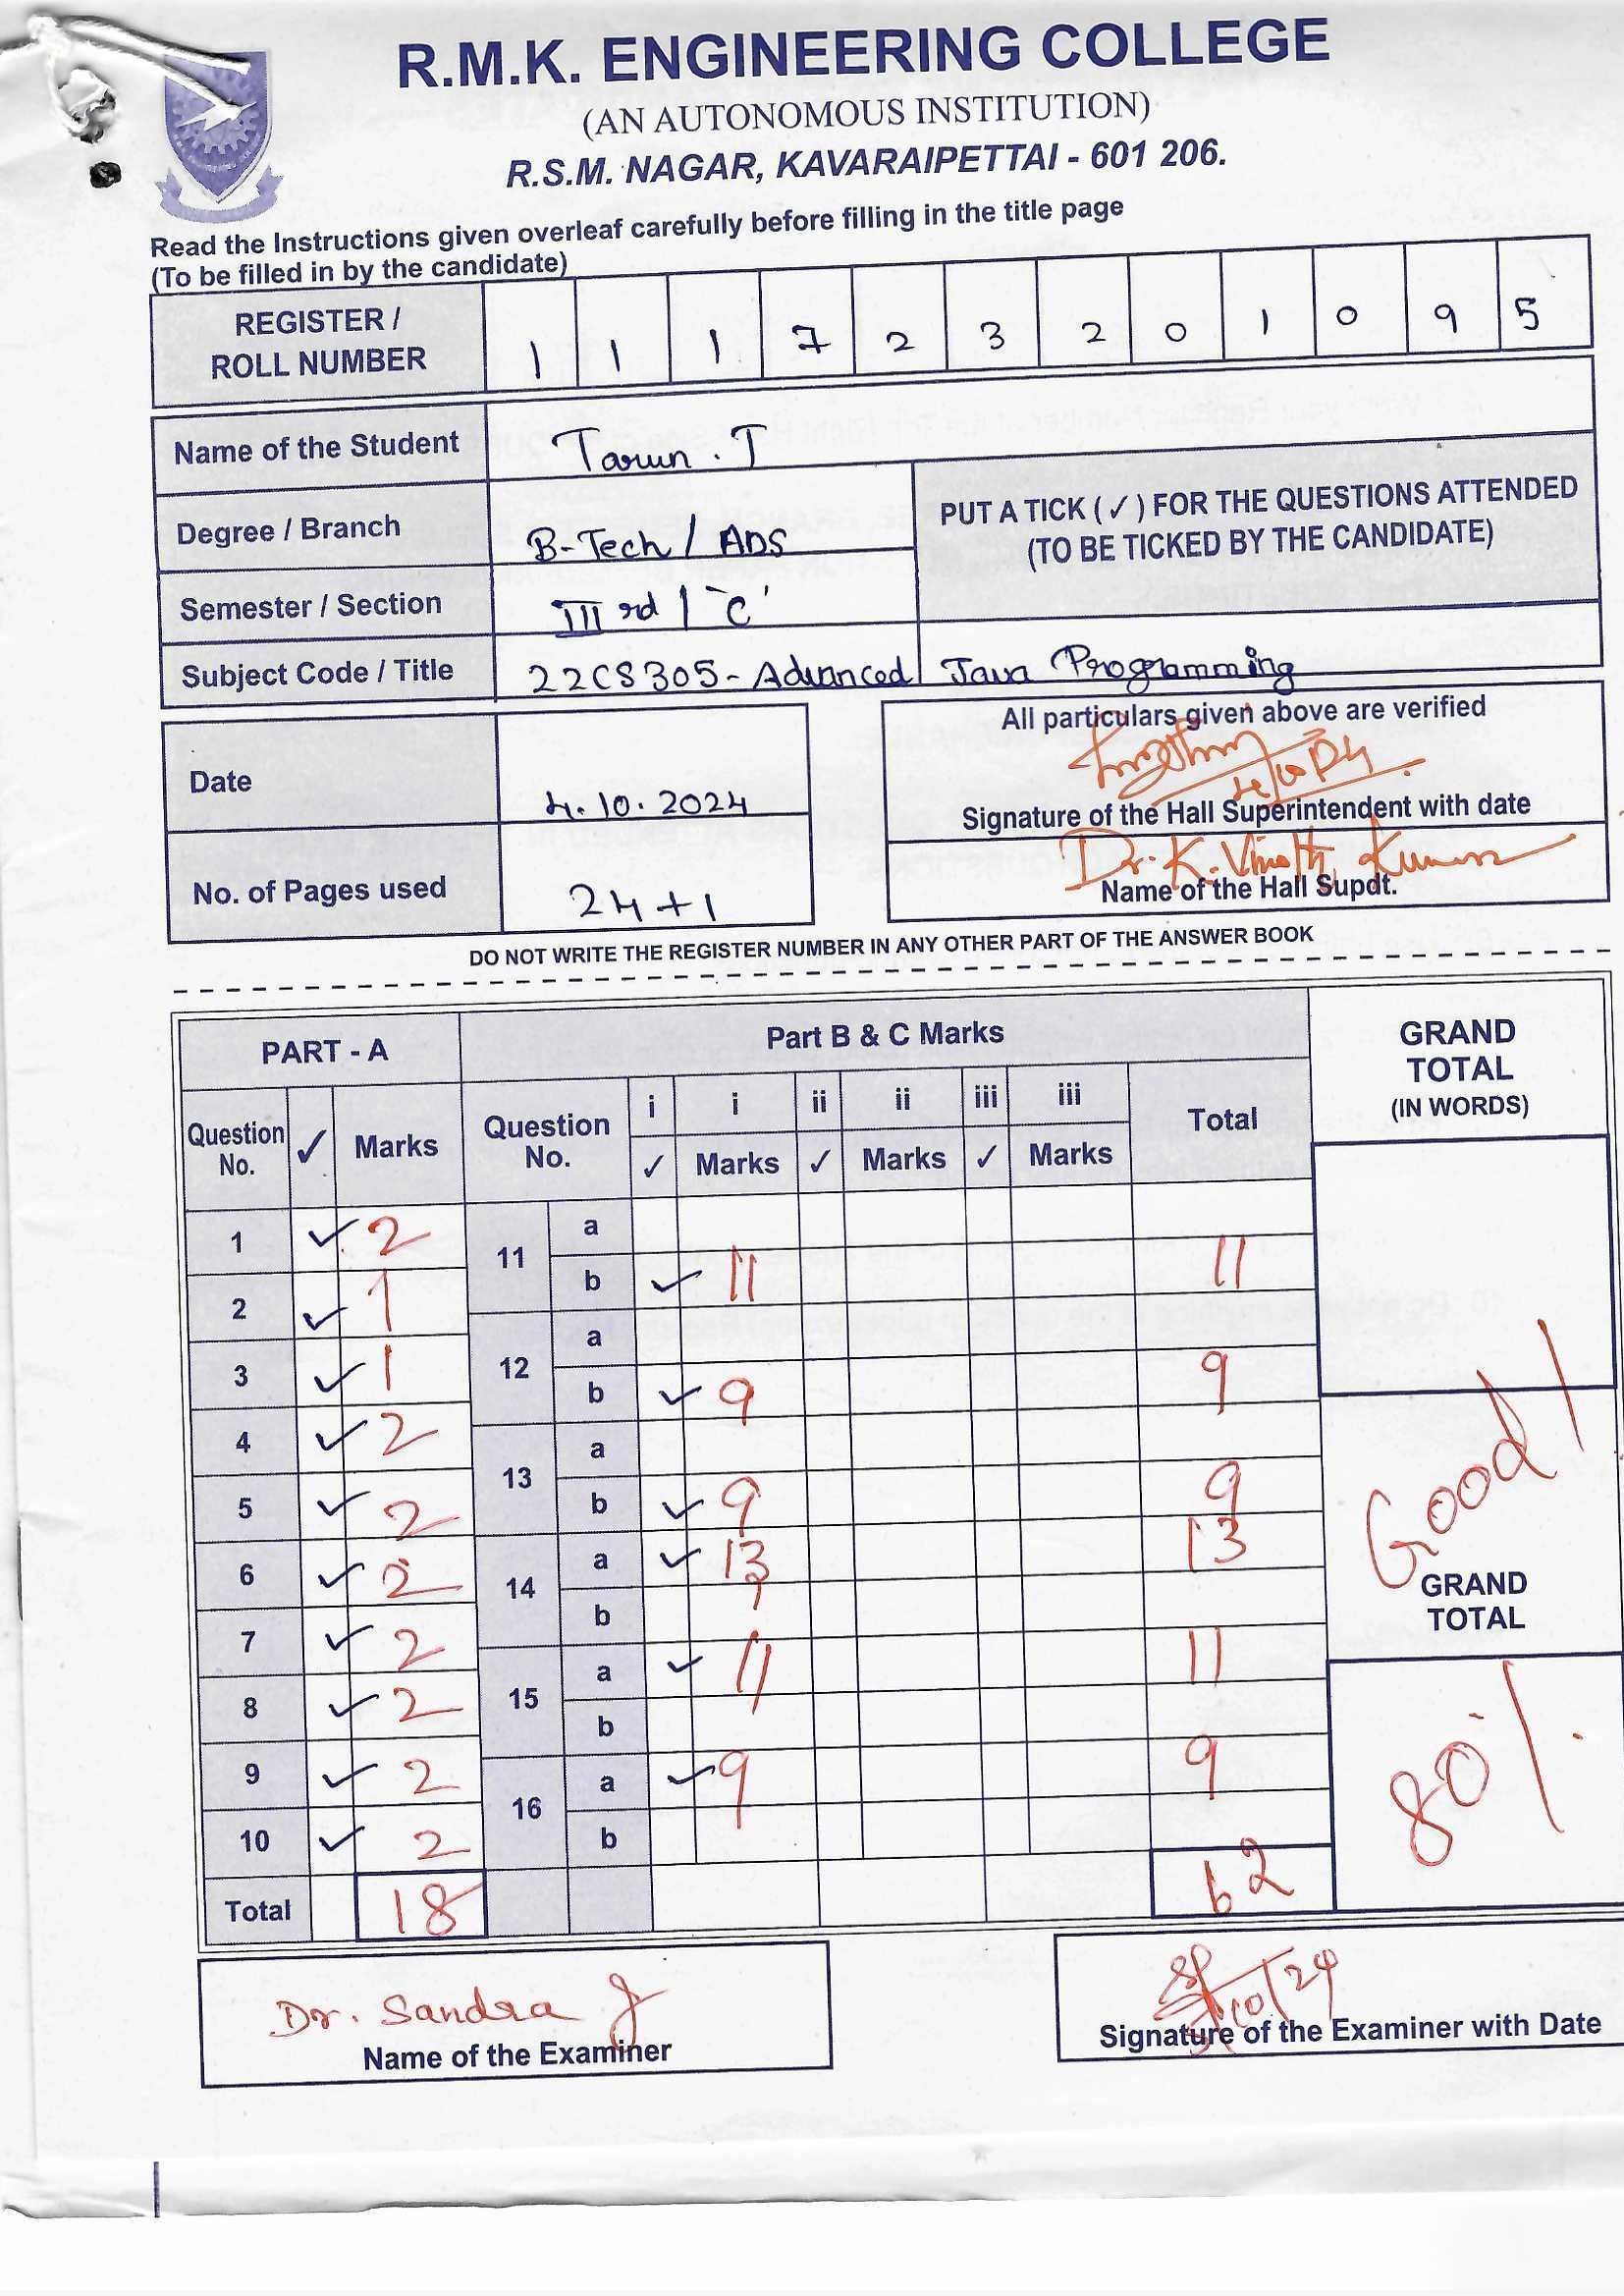 R.M.K. ENGINEERING COLLEGE
(AN AUTONOMOUS INSTITUTION)
R.S.M. NAGAR, KAVARAIPETTAI - 601 206.
Read the Instructions given overleaf carefully before filling in the title page
(To be filled in by the candidate)
REGISTER / ROLL NUMBER 1 1 1 7 2 3 2 0 1 0 9 5
Name of the Student Tarun . T
Degree / Branch B-Tech / ADS
PUT A TICK ( ✓ ) FOR THE QUESTIONS ATTENDED
(TO BE TICKED BY THE CANDIDATE)
Semester / Section III rd / 'C'
Subject Code / Title 22CS305 - Advanced Java Programming
All particulars given above are verified
Date 4.10.2024
Signature of the Hall Superintendent with date
Dr. K. Vinoth Kumar
Name of the Hall Supdt.
No. of Pages used 24+1
DO NOT WRITE THE REGISTER NUMBER IN ANY OTHER PART OF THE ANSWER BOOK
PART - A Part B & C Marks GRAND TOTAL (IN WORDS)
Question No. ✓ Marks Question No. i ✓ i Marks ii ✓ ii Marks iii ✓ iii Marks Total
1 ✓ 2 11 a
2 ✓ 1 b ✓ 11 11
3 ✓ 1 12 a
b ✓ 9 9
4 ✓ 2 13 a
5 ✓ 2 b ✓ 9 9
Good!
6 ✓ 2 14 a ✓ 13 13
GRAND TOTAL
7 ✓ 2 b
8 ✓ 2 15 a ✓ 11 11
b
9 ✓ 2 16 a ✓ 9 9
80%
10 ✓ 2 b
Total 18 62
Dr. Sandra J
Name of the Examiner
Signature of the Examiner with Date